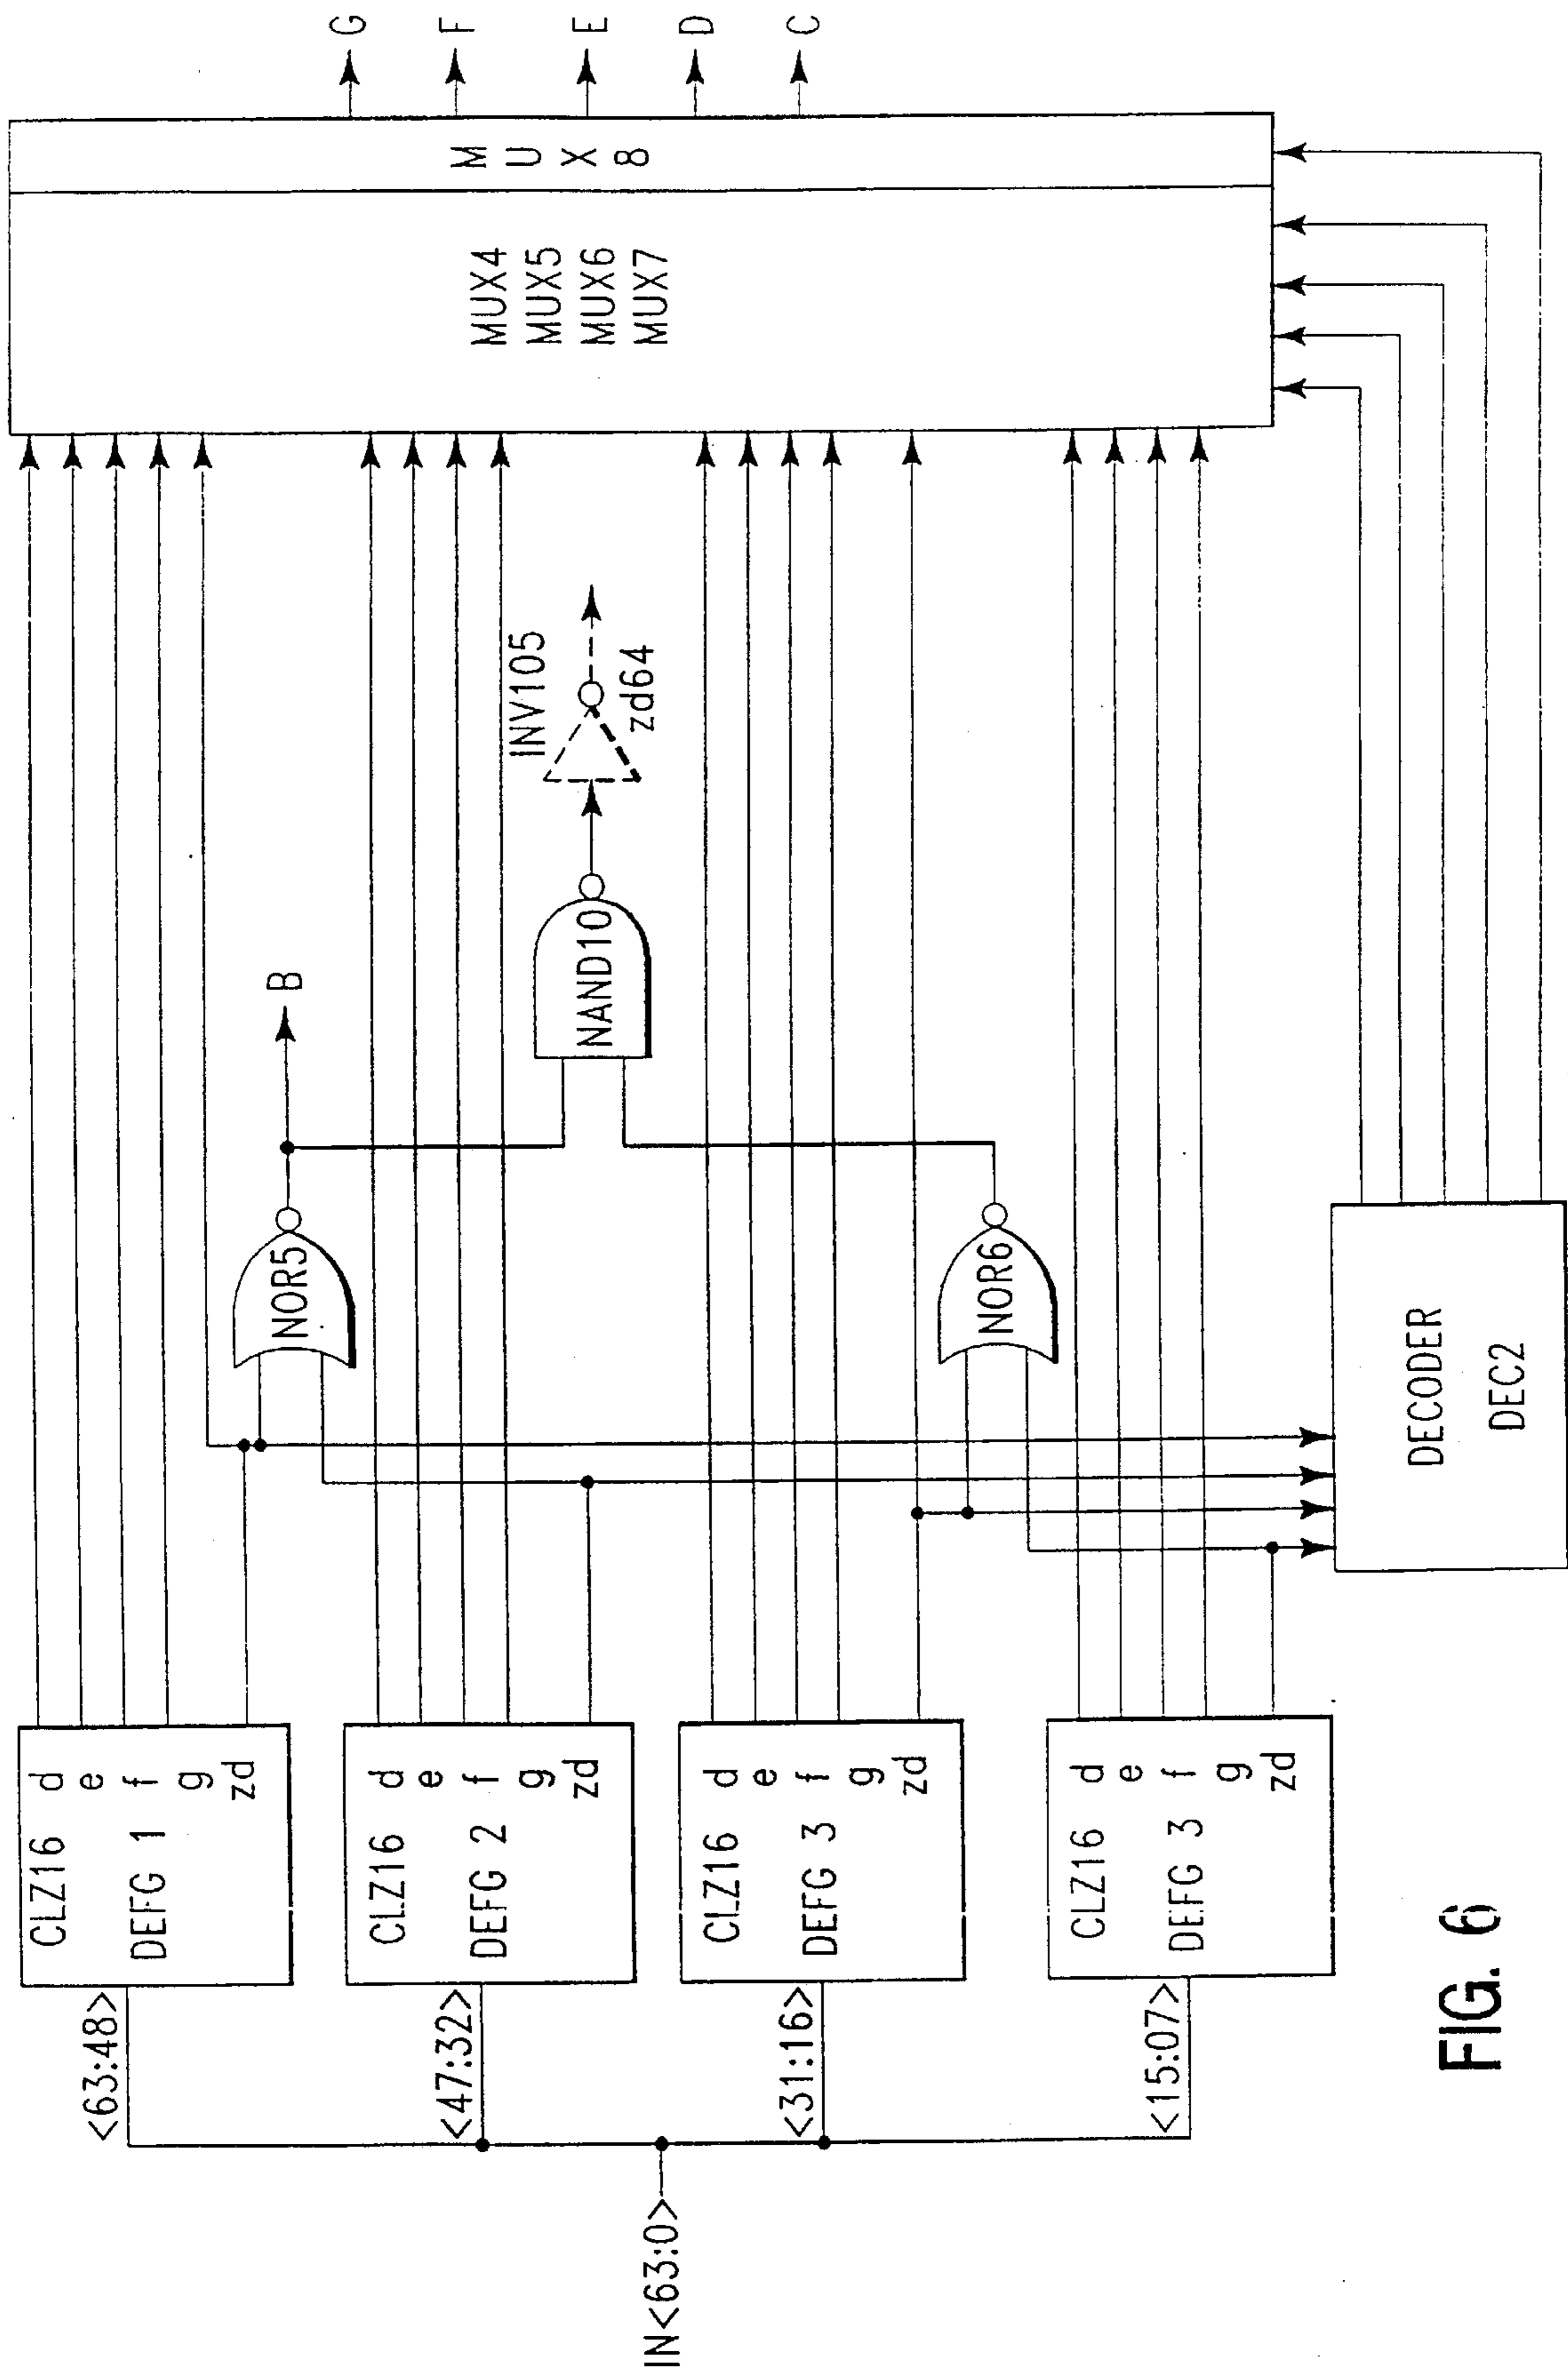 IN<63:0>
<63:48>
<47:32>
<31:16>
<15:07>
CLZ16
DEFG 1
d
e
f
g
zd
CLZ16
DEFG 2
d
e
f
g
zd
CLZ16
DEFG 3
d
e
f
g
zd
CLZ16
DEFG 3
d
e
f
g
zd
NOR5
NOR6
B
NAND10
INV105
zd64
DECODER
DEC2
MUX4
MUX5
MUX6
MUX7
M
U
X
8
G
F
E
D
C
FIG. 6